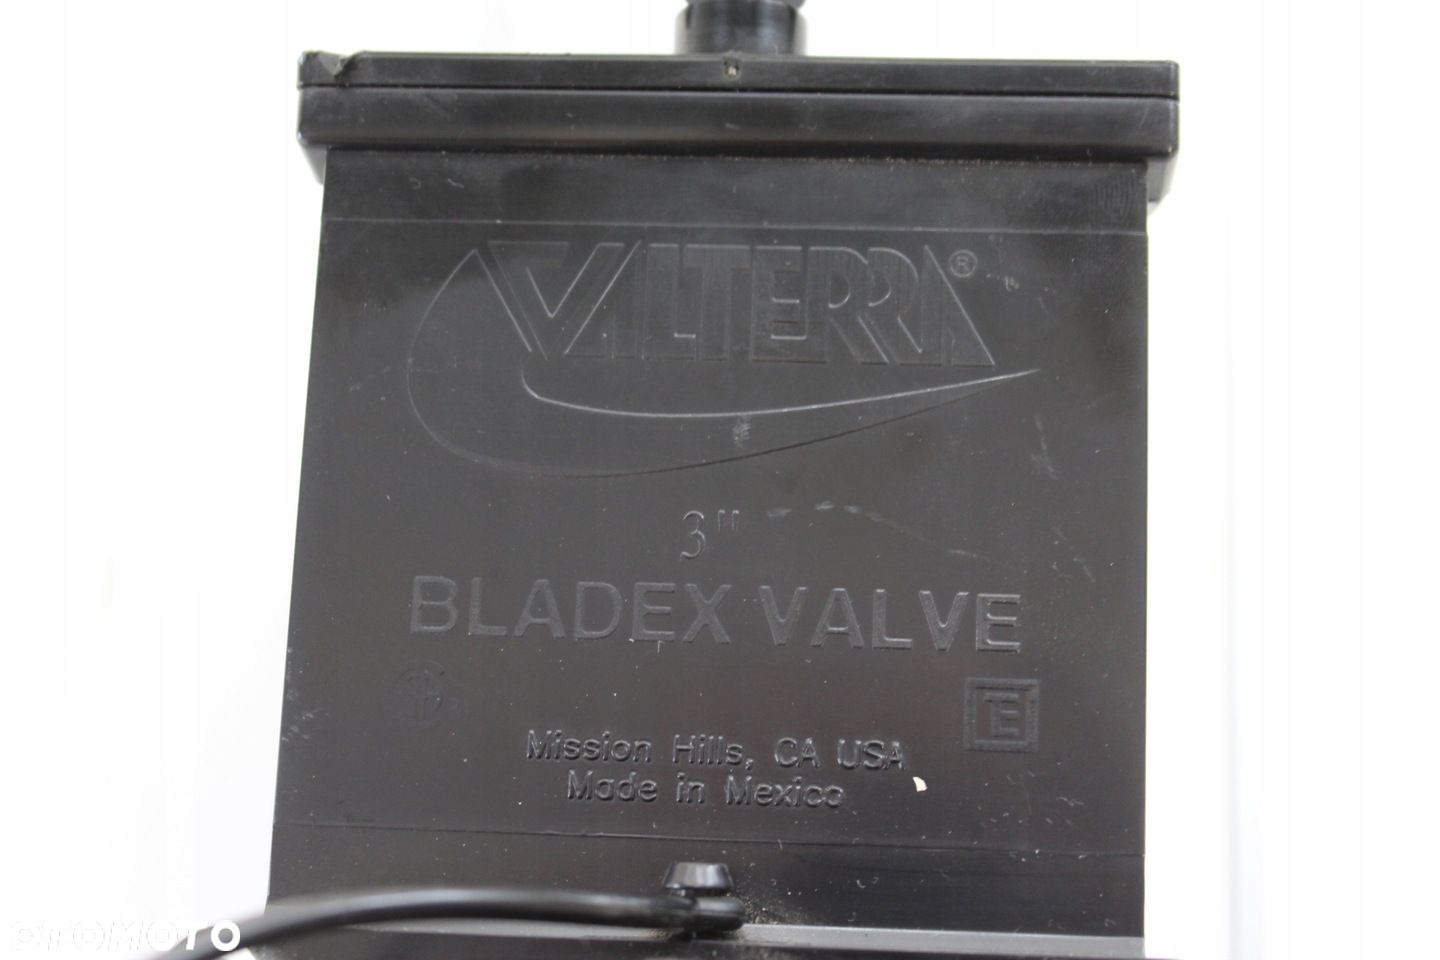 VALTERRA®
3"
BLADEX VALVE
Mission Hills, CA USA
Made in Mexico
OTOMOTO